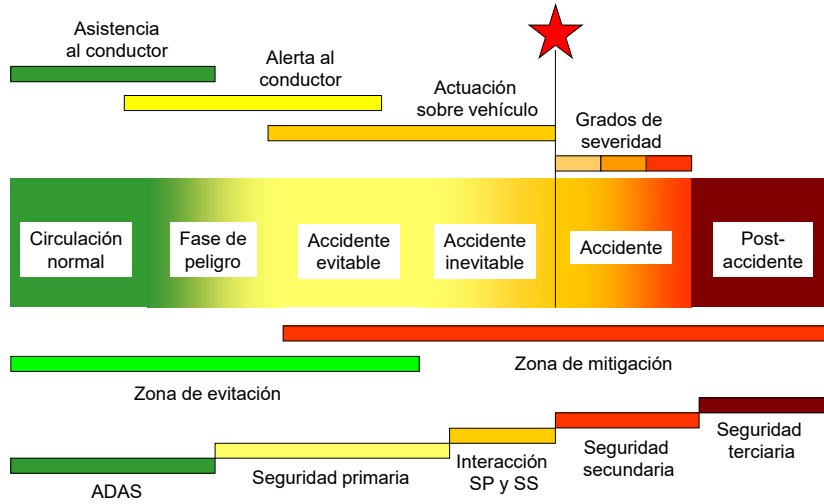 Asistencia
al conductor
Alerta al
conductor
Actuación
sobre vehículo
Grados de
severidad
Circulación
normal
Fase de
peligro
Accidente
evitable
Accidente
inevitable
Accidente
Post-
accidente
Zona de mitigación
Zona de evitación
ADAS
Seguridad primaria
Interacción
SP y SS
Seguridad
secundaria
Seguridad
terciaria